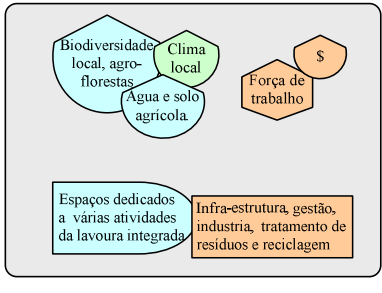 Biodiversidade
local, agro-
florestas
Clima
local
Agua e solo
agrícola.
$
Força de
trabalho
Espaços dedicados
a várias atividades
da lavoura integrada
Infra-estrutura, gestão,
industria, tratamento de
resíduos e reciclagem